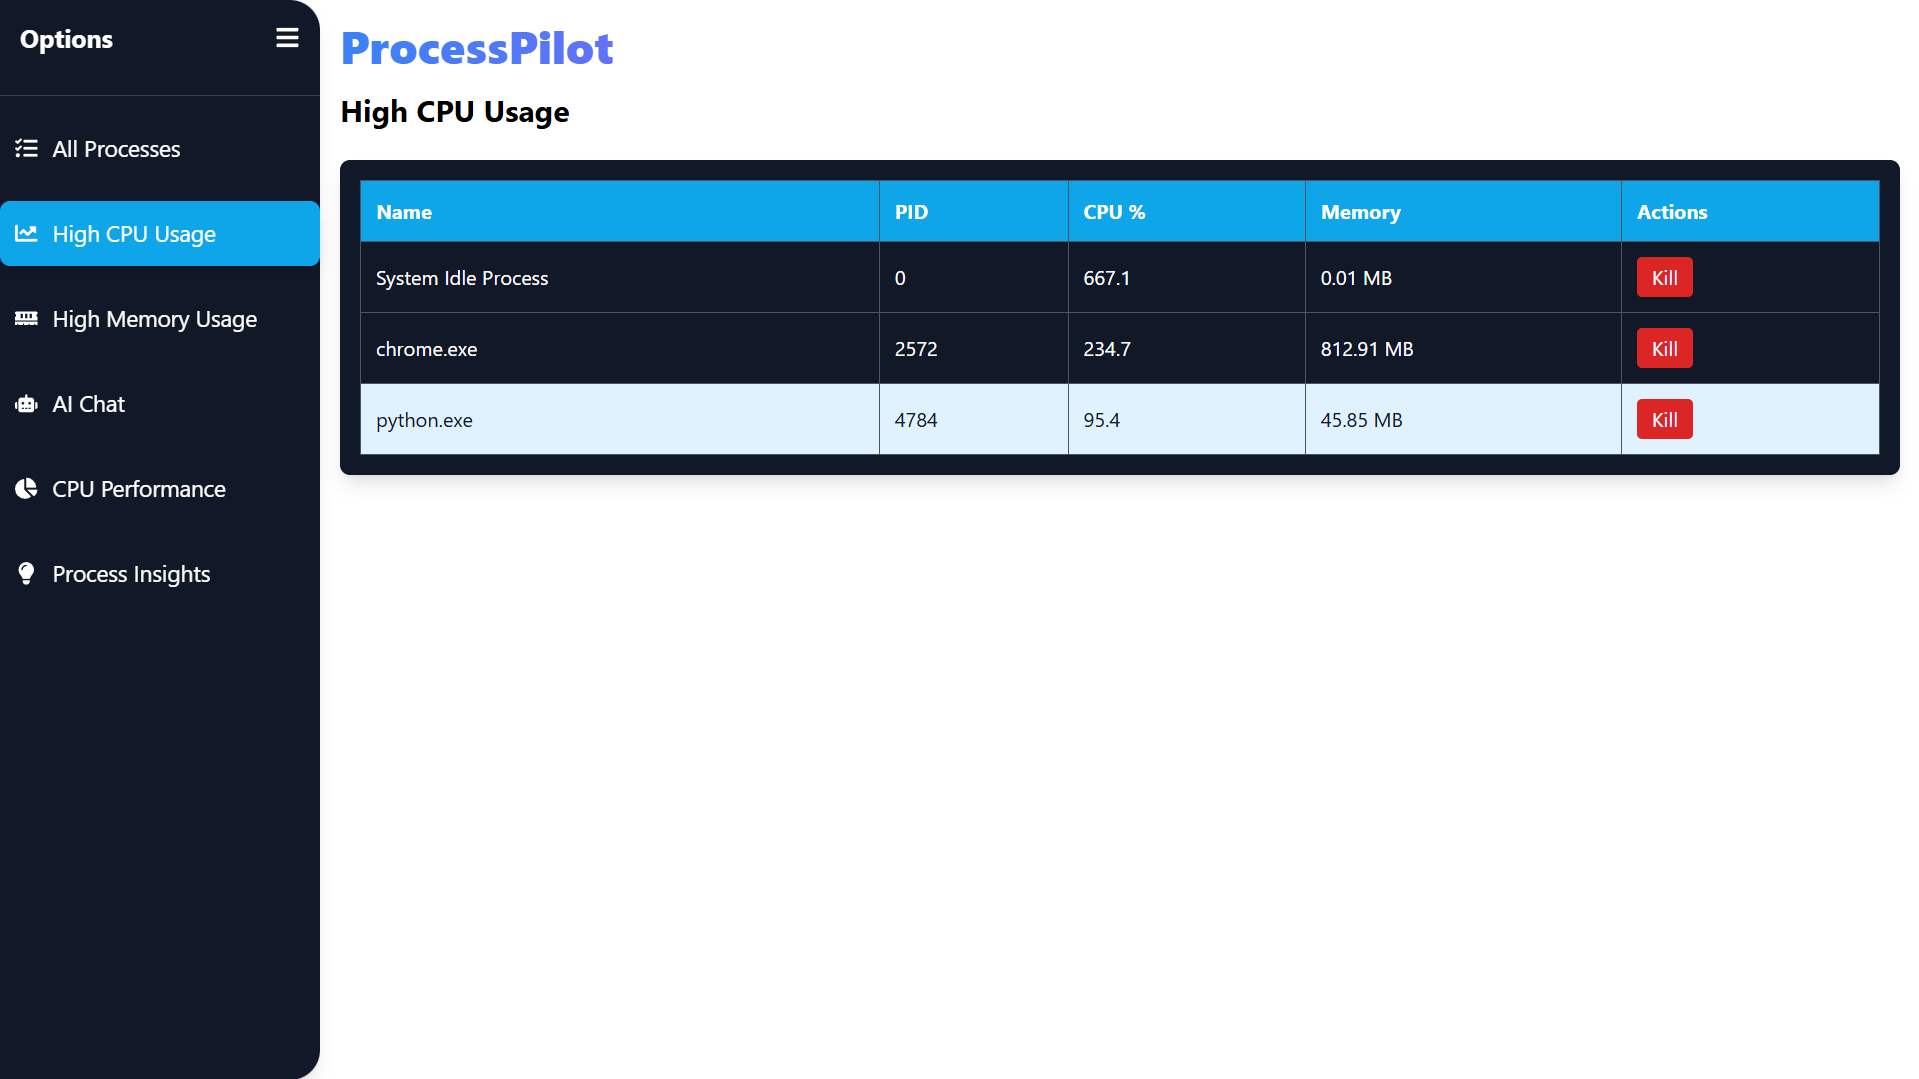 Options
All Processes
High CPU Usage
High Memory Usage
AI Chat
CPU Performance
Process Insights
ProcessPilot
High CPU Usage
Name PID CPU % Memory Actions
System Idle Process 0 667.1 0.01 MB Kill
chrome.exe 2572 234.7 812.91 MB Kill
python.exe 4784 95.4 45.85 MB Kill